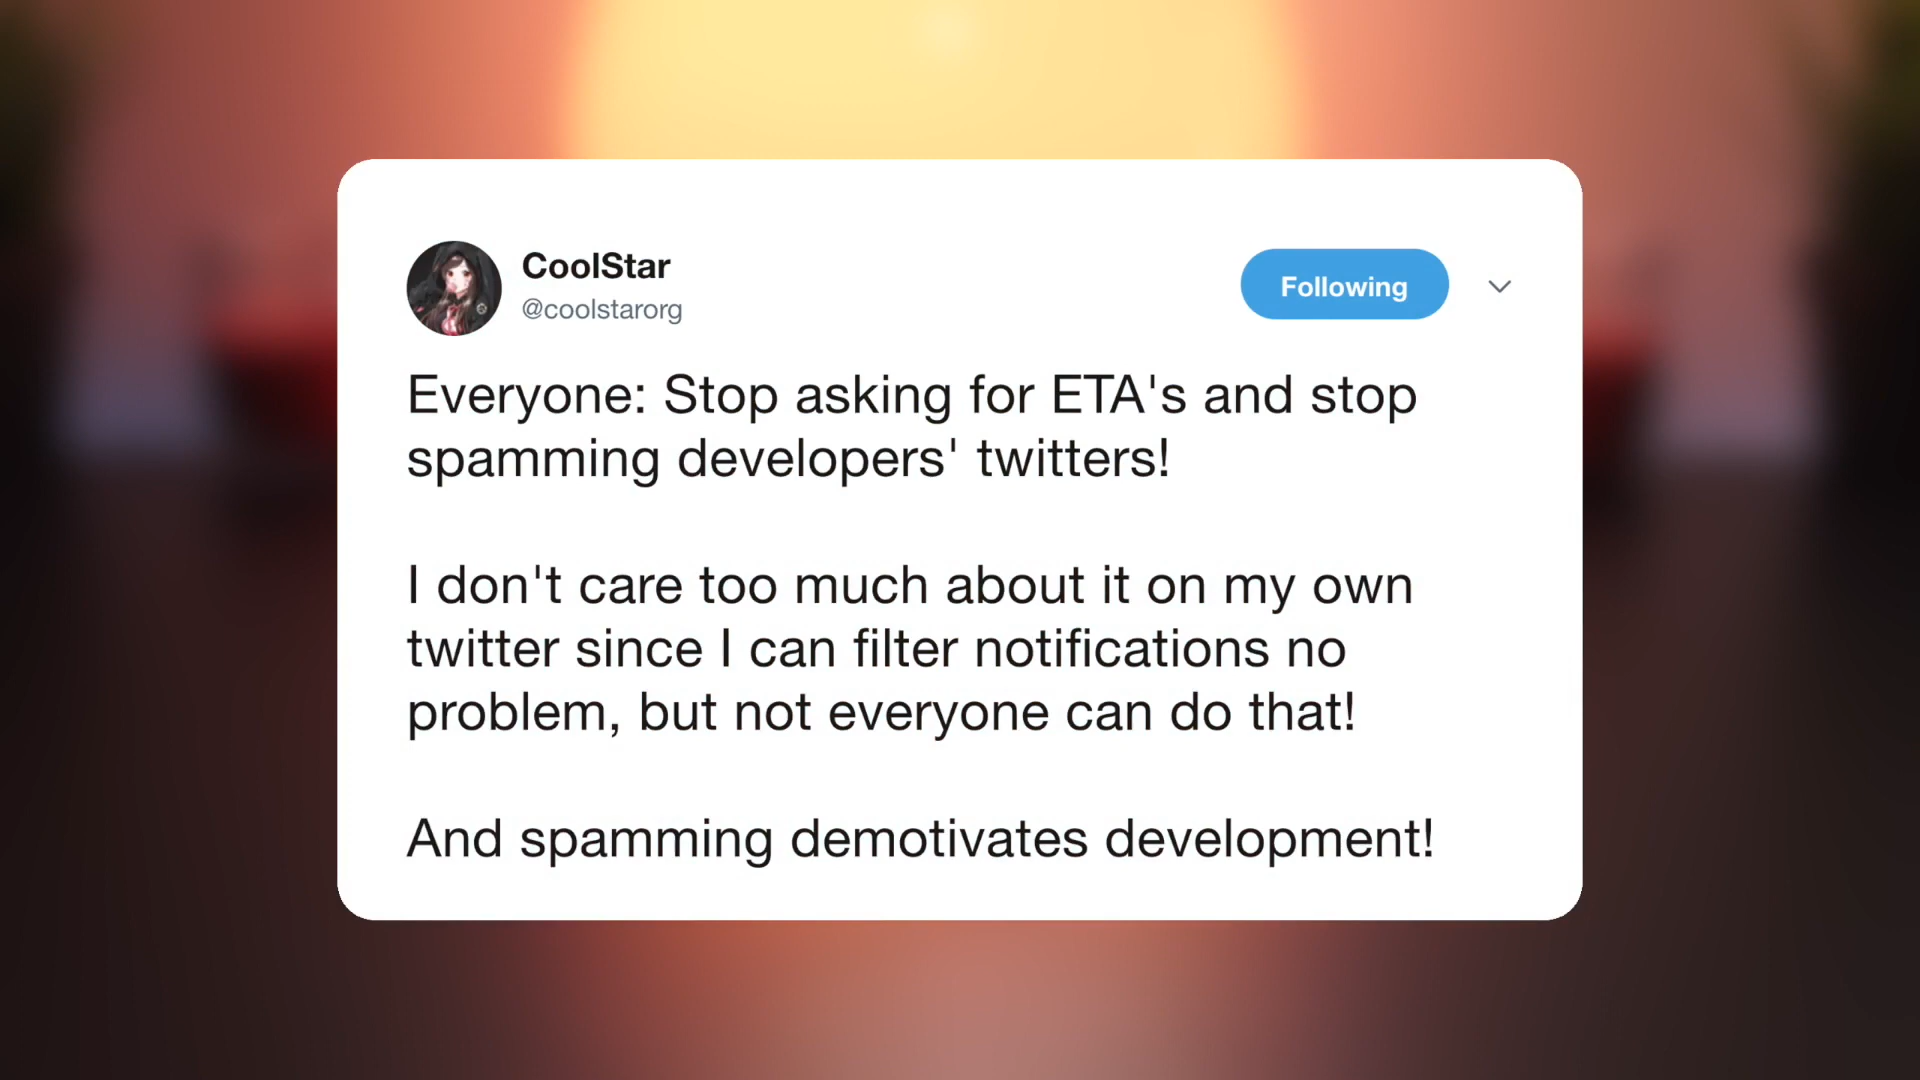 CoolStar
@coolstarorg
Following
Everyone: Stop asking for ETA's and stop
spamming developers' twitters!
I don't care too much about it on my own
twitter since I can filter notifications no
problem, but not everyone can do that!
And spamming demotivates development!